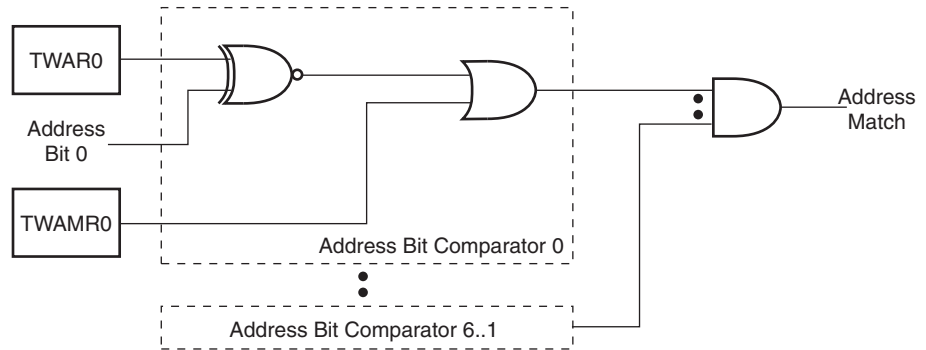 TWAR0
Address
Bit 0
Address
Match
TWAMR0
Address Bit Comparator 0
Address Bit Comparator 6..1